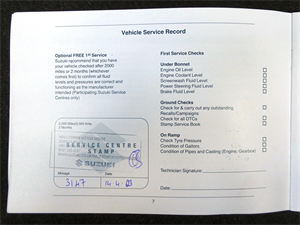 Vehicle Service Record
Optional FREE 1st Service
Suzuki recommend that you have
your vehicle checked after 2000
miles or 2 months (whichever
comes first) to confirm all fluid
levels and pressures are correct and
functioning as the manufacturer
intended (Participating Suzuki Service
Centres only)
First Service Checks
Under Bonnet
Engine Oil Level
Engine Coolant Level
Screenwash Fluid Level
Power Steering Fluid Level
Brake Fluid Level
Ground Checks
Check for & carry out any outstanding
Recalls/Campaigns
Check for all DTCs
Stamp Service Book
On Ramp
Check Tyre Pressure
Condition of Gaitors
Condition of Pipes and Casting (Engine, Gearbox)
Technician Signature:
Date:
2 Months
SERVICE CENTRE
STAMP
SUZUKI
Mileage
Date
3147
14.4.
7